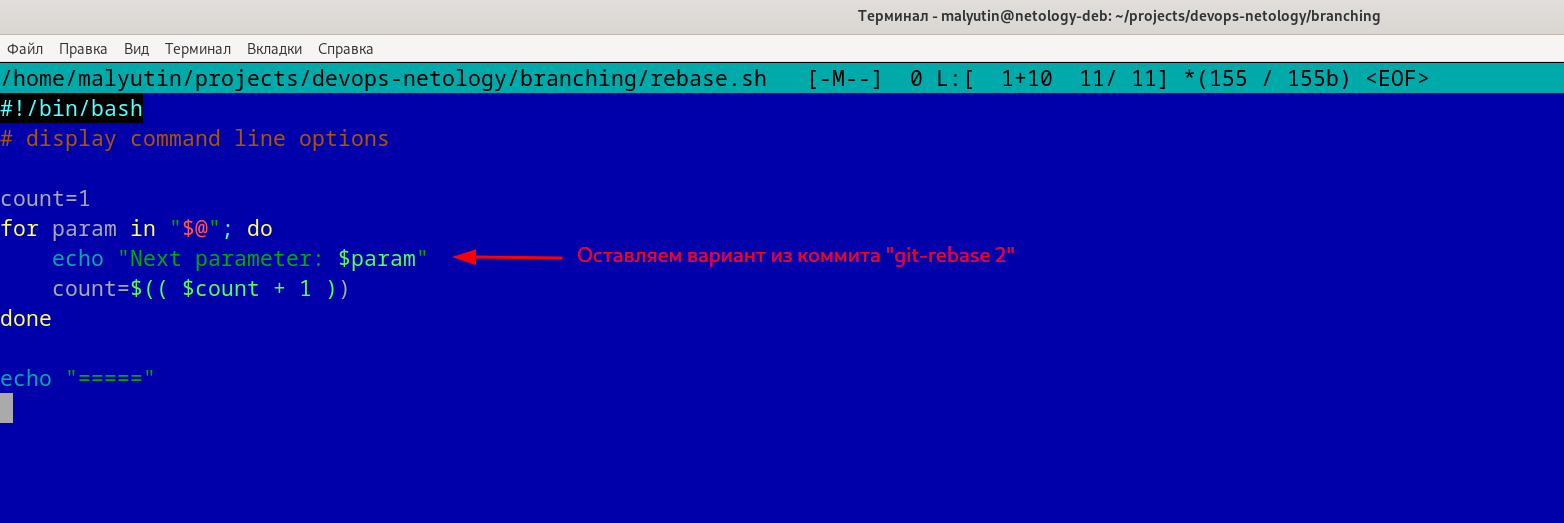 Терминал - malyutin@netology-deb: ~/projects/devops-netology/branching
Файл Правка Вид Терминал Вкладки Справка
/home/malyutin/projects/devops-netology/branching/rebase.sh   [-M--]  0 L:[  1+10  11/ 11] *(155 / 155b) <EOF>
#!/bin/bash
# display command line options
count=1
for param in "$@"; do
    echo "Next parameter: $param"
Оставляем вариант из коммита "git-rebase 2"
    count=$(( $count + 1 ))
done
echo "====="